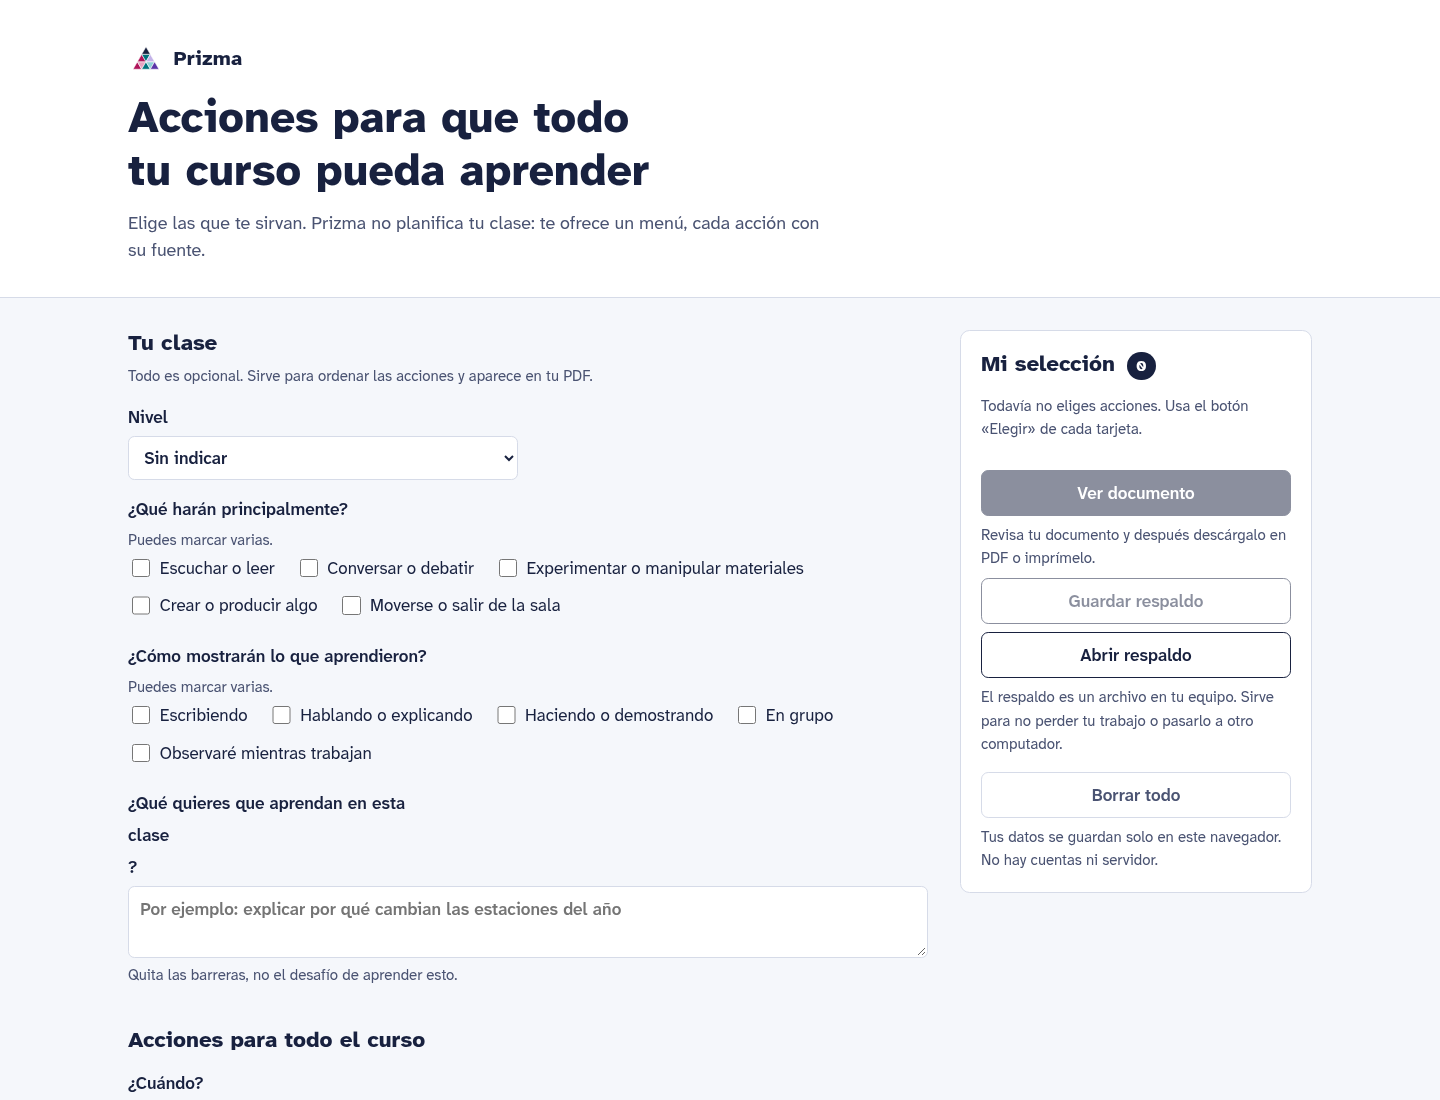 Prizma
Acciones para que todo
tu curso pueda aprender
Elige las que te sirvan. Prizma no planifica tu clase: te ofrece un menú, cada acción con
su fuente.
Tu clase
Todo es opcional. Sirve para ordenar las acciones y aparece en tu PDF.
Nivel
Sin indicar
¿Qué harán principalmente?
Puedes marcar varias.
Escuchar o leer
Conversar o debatir
Experimentar o manipular materiales
Crear o producir algo
Moverse o salir de la sala
¿Cómo mostrarán lo que aprendieron?
Puedes marcar varias.
Escribiendo
Hablando o explicando
Haciendo o demostrando
En grupo
Observaré mientras trabajan
¿Qué quieres que aprendan en esta
clase
?
Por ejemplo: explicar por qué cambian las estaciones del año
Quita las barreras, no el desafío de aprender esto.
Acciones para todo el curso
¿Cuándo?
Mi selección 0
Todavía no eliges acciones. Usa el botón
«Elegir» de cada tarjeta.
Ver documento
Revisa tu documento y después descárgalo en
PDF o imprímelo.
Guardar respaldo
Abrir respaldo
El respaldo es un archivo en tu equipo. Sirve
para no perder tu trabajo o pasarlo a otro
computador.
Borrar todo
Tus datos se guardan solo en este navegador.
No hay cuentas ni servidor.